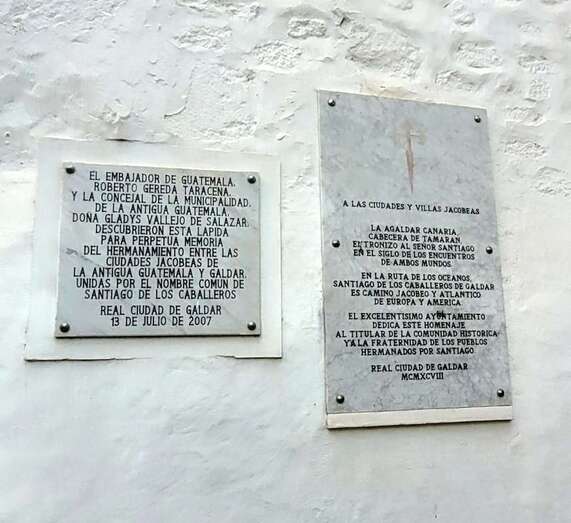 EL EMBAJADOR DE GUATEMALA,
ROBERTO GEREDA TARACENA,
Y LA CONCEJAL DE LA MUNICIPALIDAD,
DE LA ANTIGUA GUATEMALA,
DOÑA GLADYS VALLEJO DE SALAZAR,
DESCUBRIERON ESTA LAPIDA
PARA PERPETUA MEMORIA
DEL HERMANAMIENTO ENTRE LAS
CIUDADES JACOBEAS DE
LA ANTIGUA GUATEMALA Y GALDAR,
UNIDAS POR EL NOMBRE COMUN DE
SANTIAGO DE LOS CABALLEROS
REAL CIUDAD DE GALDAR
13 DE JULIO DE 2007
A LAS CIUDADES Y VILLAS JACOBEAS
LA AGALDAR CANARIA
CABECERA DE TAMARAN
ENTRONIZO AL SEÑOR SANTIAGO
EN EL SIGLO DE LOS ENCUENTROS
DE AMBOS MUNDOS.
EN LA RUTA DE LOS OCEANOS,
SANTIAGO DE LOS CABALLEROS DE GALDAR
ES CAMINO JACOBEO Y ATLANTICO
DE EUROPA Y AMERICA.
EL EXCELENTISIMO AYUNTAMIENTO
DEDICA ESTE HOMENAJE
AL TITULAR DE LA COMUNIDAD HISTORICA
Y A LA FRATERNIDAD DE LOS PUEBLOS
HERMANADOS POR SANTIAGO.
REAL CIUDAD DE GALDAR
MCMXCVIII